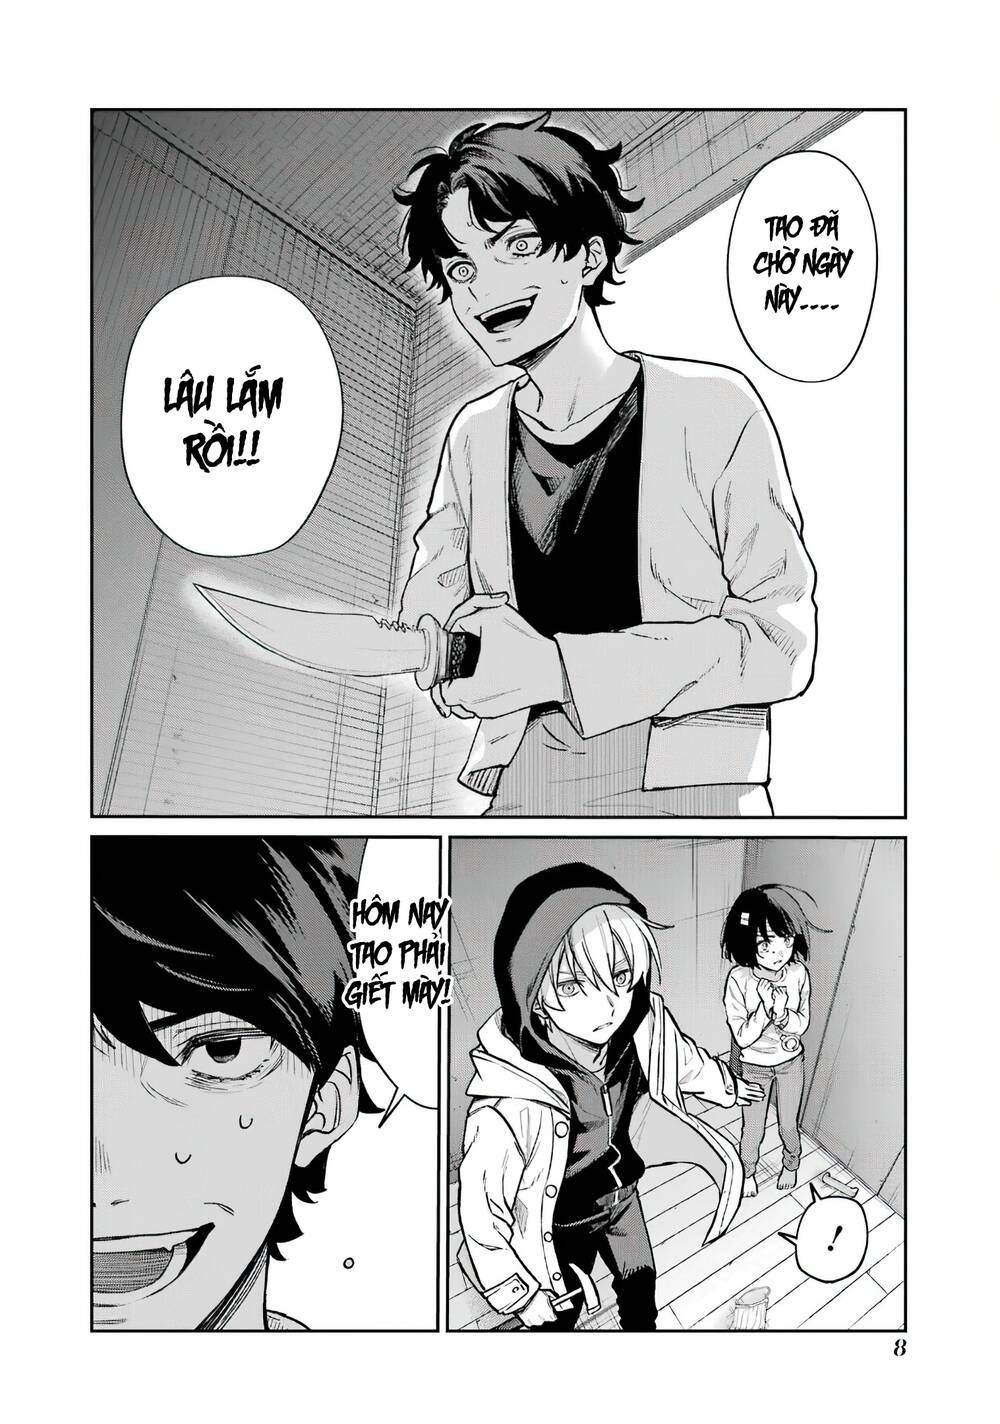 TAO ĐÃ
CHỜ NGÀY
NÀY....
LÂU LẮM
RỒI!!
!
HÔM NAY
TAO PHẢI
GIẾT MÀY!
8